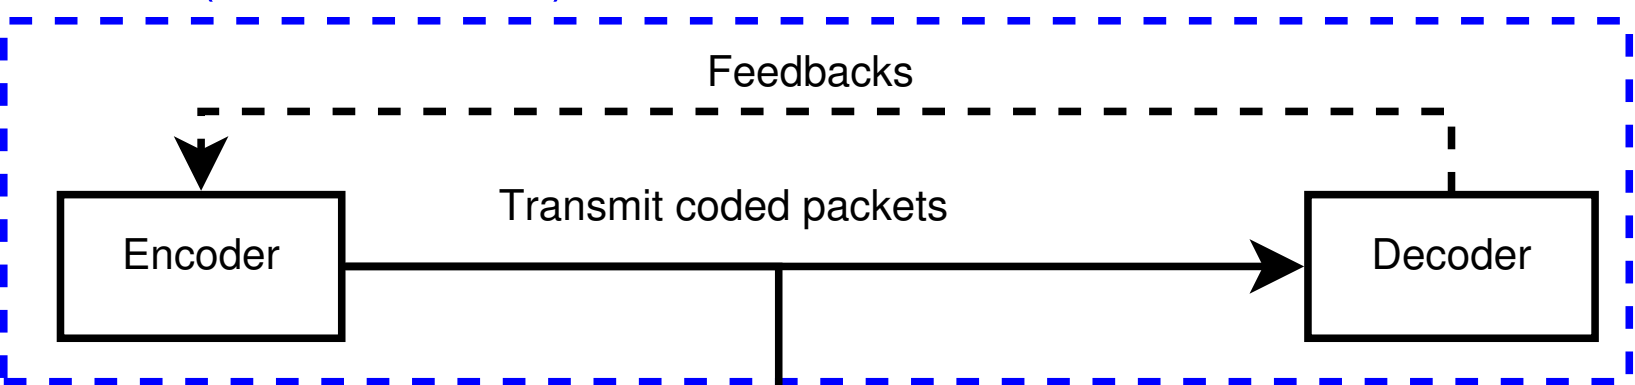 Feedbacks
Transmit coded packets
Encoder
Decoder